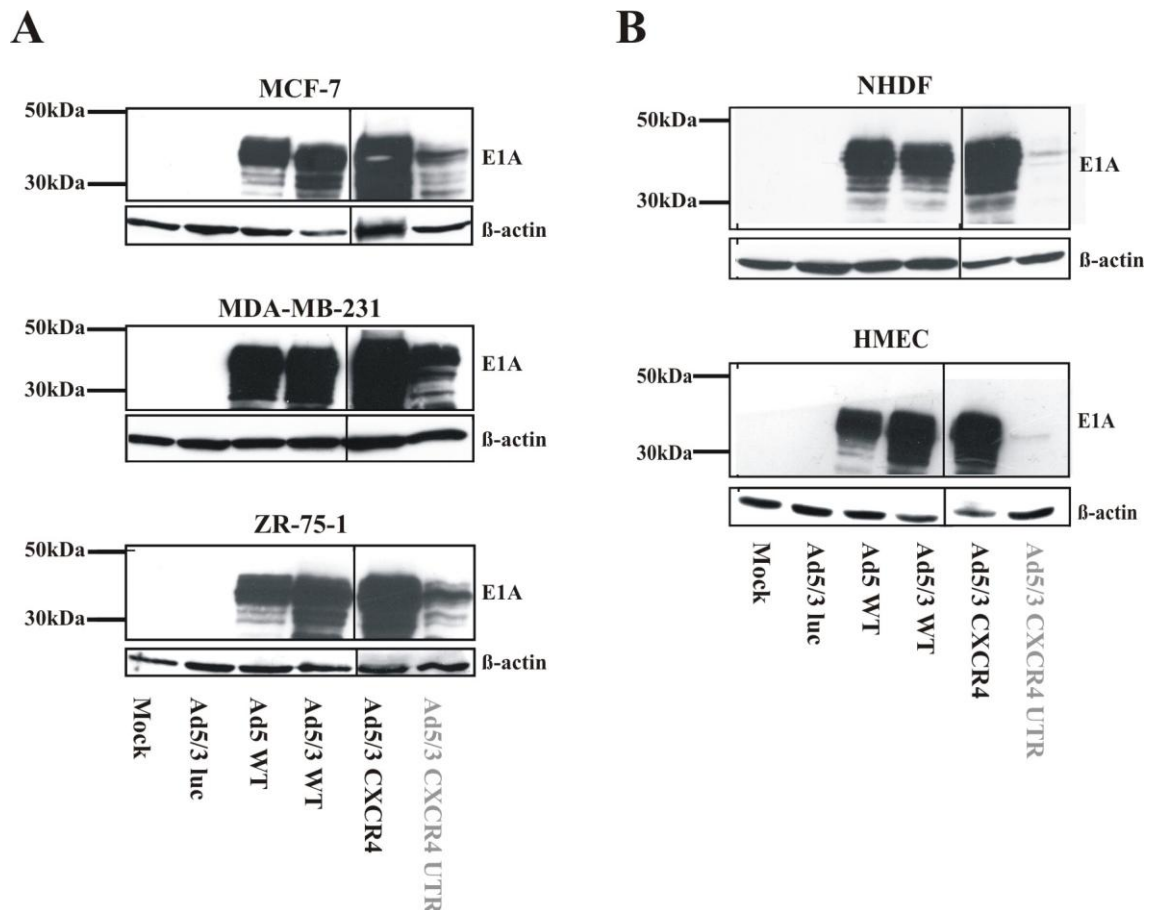 A
MCF-7
50kDa
30kDa
E1A
ß-actin
MDA-MB-231
50kDa
30kDa
E1A
ß-actin
ZR-75-1
50kDa
30kDa
E1A
ß-actin
Mock
Ad5/3 luc
Ad5 WT
Ad5/3 WT
Ad5/3 CXCR4
Ad5/3 CXCR4 UTR
B
NHDF
50kDa
30kDa
E1A
ß-actin
HMEC
50kDa
30kDa
E1A
ß-actin
Mock
Ad5/3 luc
Ad5 WT
Ad5/3 WT
Ad5/3 CXCR4
Ad5/3 CXCR4 UTR